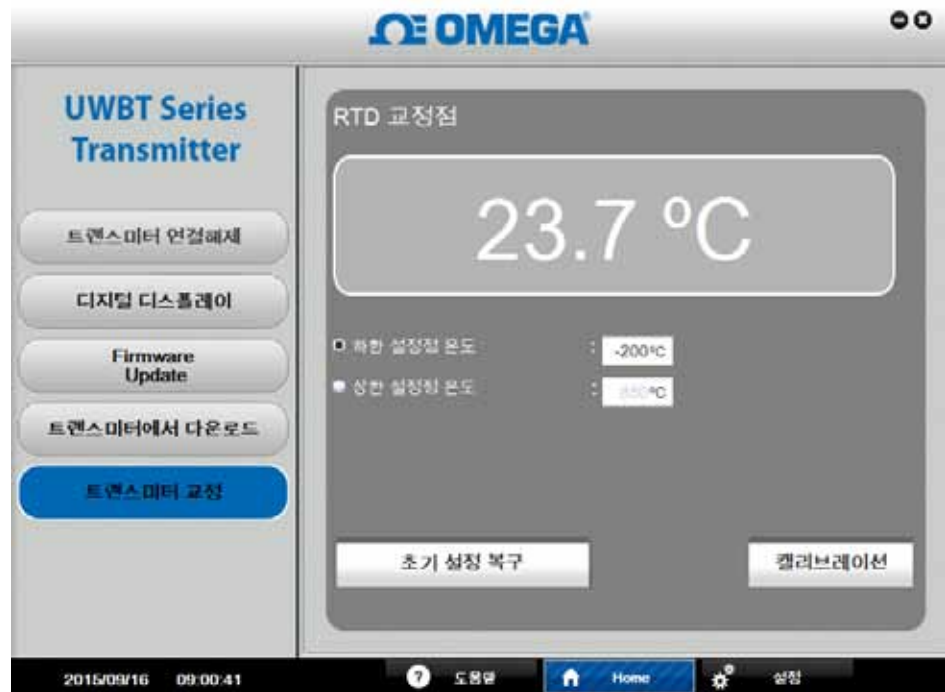 OMEGA
UWBT Series
Transmitter
트랜스미터 연결해제
디지털 디스플레이
Firmware
Update
트랜스미터에서 다운로드
트랜스미터 교정
RTD 교정점
23.7 ºC
하한 설정점 온도 : -200ºC
상한 설정점 온도 : 850ºC
초기 설정 복구
캘리브레이션
2015/09/16 09:00:41
? 도움말
Home
설정